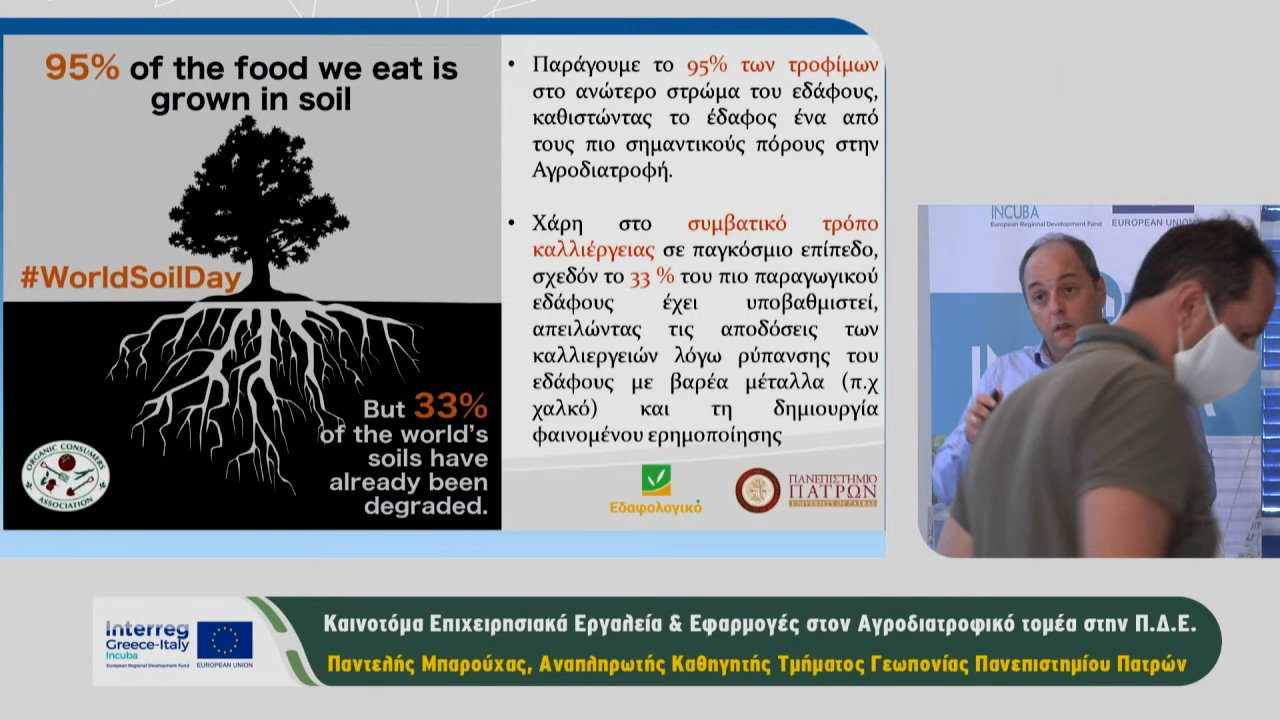 95% of the food we eat is
grown in soil
#WorldSoilDay
But 33%
of the world's
soils have
already been
degraded.
ORGANIC CONSUMERS
ASSOCIATION
• Παράγουμε το 95% των τροφίμων
στο ανώτερο στρώμα του εδάφους,
καθιστώντας το έδαφος ένα από
τους πιο σημαντικούς πόρους στην
Αγροδιατροφή.
• Χάρη στο συμβατικό τρόπο
καλλιέργειας σε παγκόσμιο επίπεδο,
σχεδόν το 33 % του πιο παραγωγικού
εδάφους έχει υποβαθμιστεί,
απειλώντας τις αποδόσεις των
καλλιεργειών λόγω ρύπανσης του
εδάφους με βαρέα μέταλλα (π.χ
χαλκό) και τη δημιουργία
φαινομένου ερημοποίησης
Εδαφολογικό
ΠΑΝΕΠΙΣΤΗΜΙΟ
ΠΑΤΡΩΝ
UNIVERSITY OF PATRAS
INCUBA
European Regional Development Fund
EUROPEAN UNION
Interreg
Greece-Italy
Incuba
European Regional Development Fund
EUROPEAN UNION
Καινοτόμα Επιχειρησιακά Εργαλεία & Εφαρμογές στον Αγροδιατροφικό τομέα στην Π.Δ.Ε.
Παντελής Μπαρούχας, Αναπληρωτής Καθηγητής Τμήματος Γεωπονίας Πανεπιστημίου Πατρών